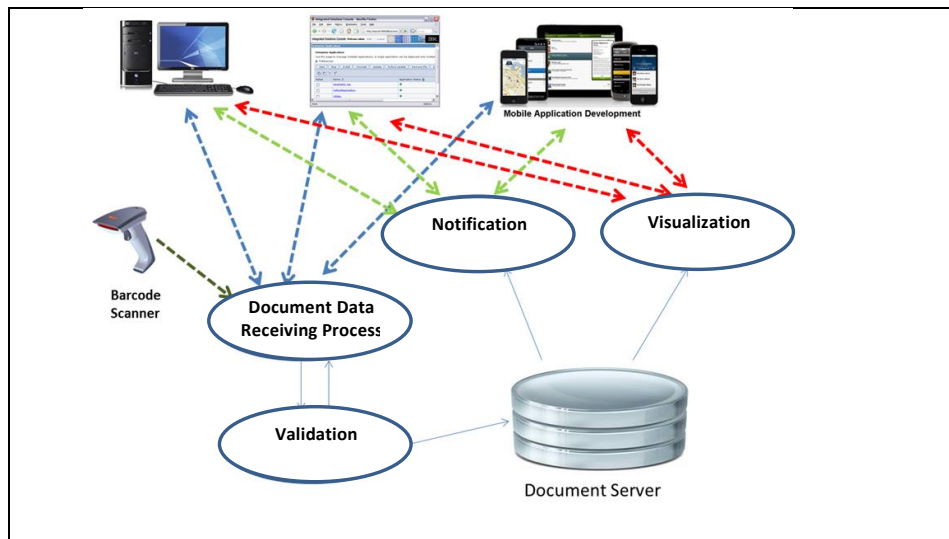 Mobile Application Development
Notification
Visualization
Barcode
Scanner
Document Data
Receiving Process
Validation
Document Server